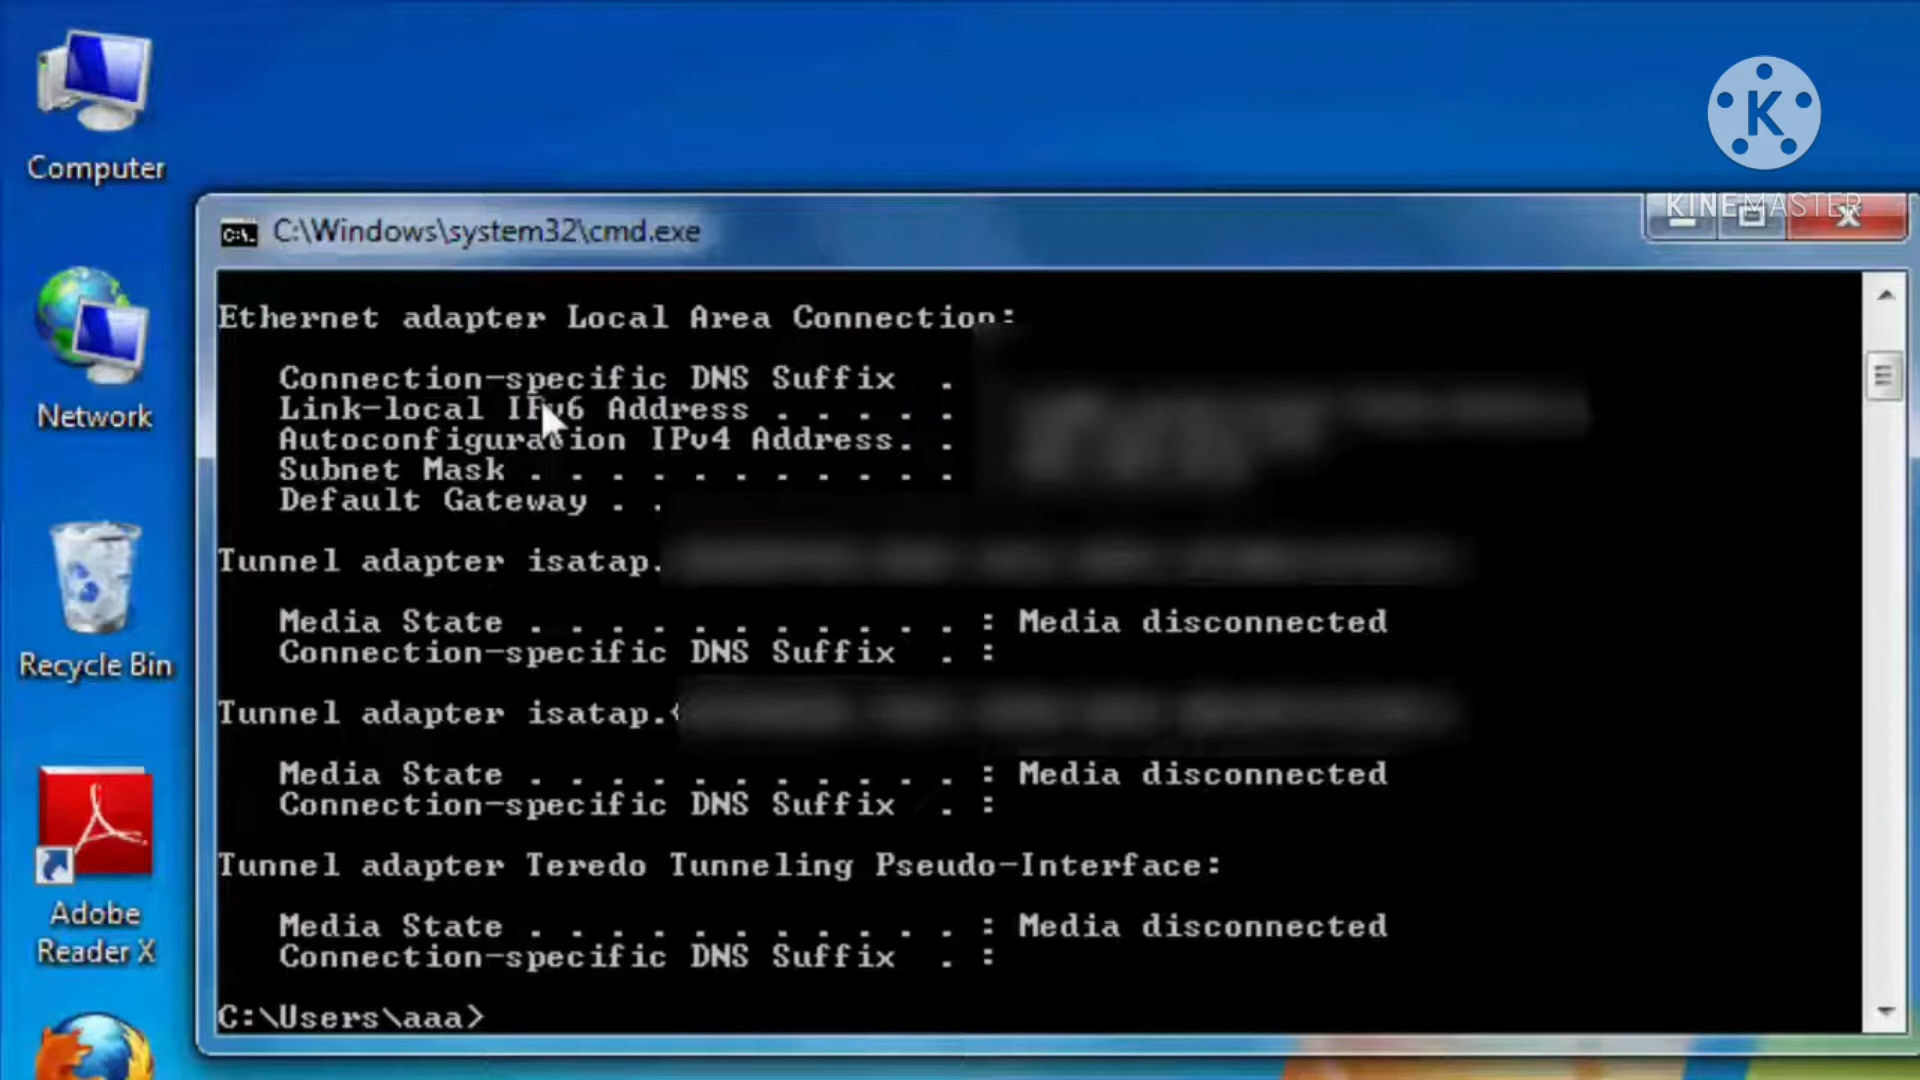 Computer
Network
Recycle Bin
Adobe
Reader X
K
KINEMASTER
C:\Windows\system32\cmd.exe
Ethernet adapter Local Area Connection:
Connection-specific DNS Suffix .
Link-local IPv6 Address . . . . .
Autoconfiguration IPv4 Address. .
Subnet Mask . . . . . . . . . . .
Default Gateway . .
Tunnel adapter isatap.
Media State . . . . . . . . . . . : Media disconnected
Connection-specific DNS Suffix . :
Tunnel adapter isatap.{
Media State . . . . . . . . . . . : Media disconnected
Connection-specific DNS Suffix . :
Tunnel adapter Teredo Tunneling Pseudo-Interface:
Media State . . . . . . . . . . . : Media disconnected
Connection-specific DNS Suffix . :
C:\Users\aaa>